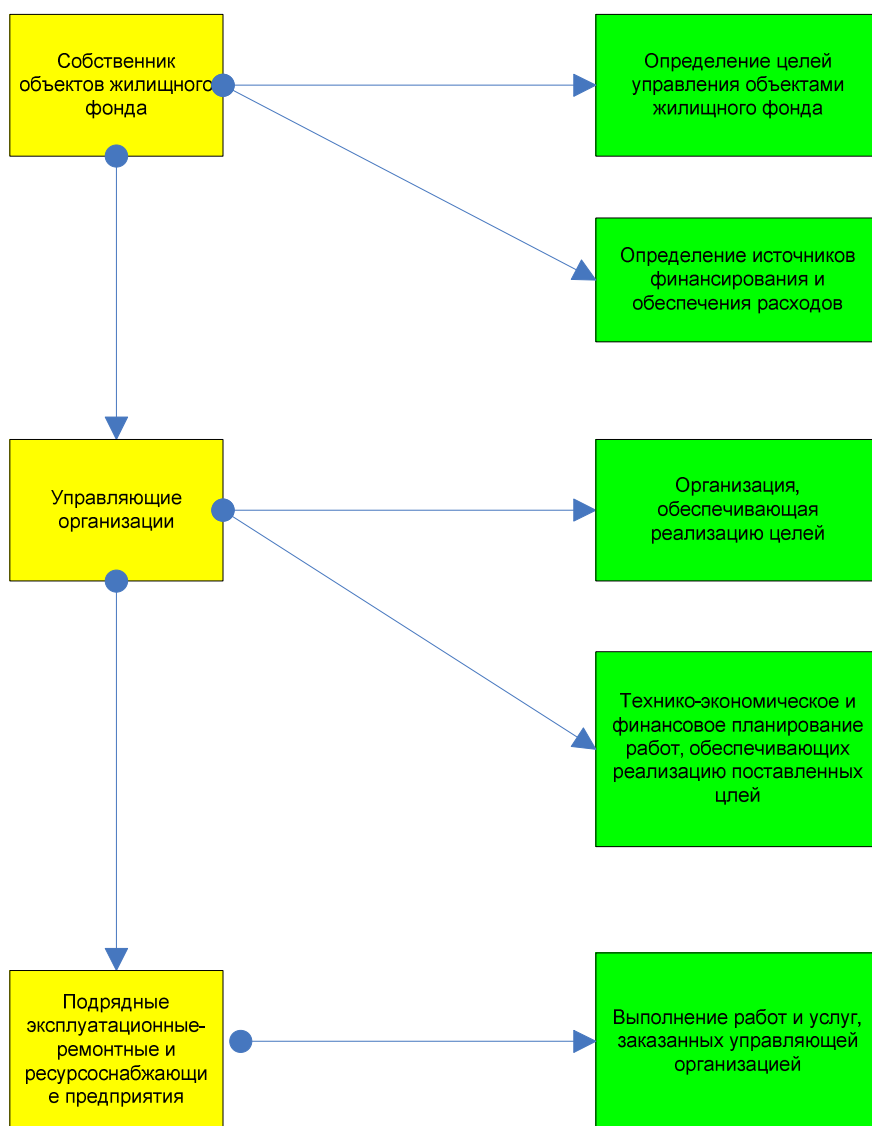 Собственник
объектов жилищного
фонда
Определение целей
управления объектами
жилищного фонда
Определение источников
финансирования и
обеспечения расходов
Управляющие
организации
Организация,
обеспечивающая
реализацию целей
Технико-экономическое и
финансовое планирование
работ, обеспечивающих
реализацию поставленных
цлей
Подрядные
эксплуатационные-
ремонтные и
ресурсоснабжающи
е предприятия
Выполнение работ и услуг,
заказанных управляющей
организацией